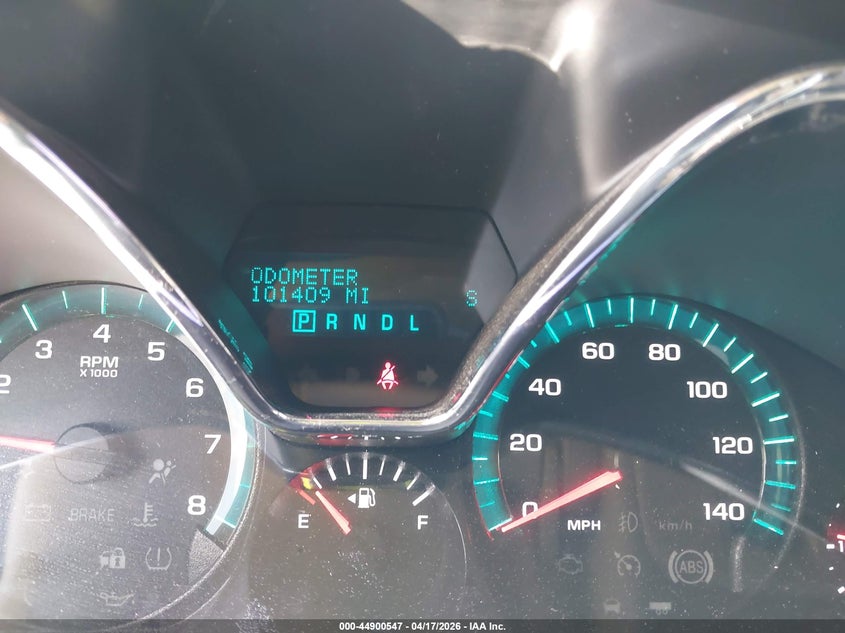 ODOMETER
101409 MI S
P R N D L
2 3 4 5 6 7 8
RPM
X 1000
BRAKE
E F
0 20 40 60 80 100 120 140
MPH km/h
ABS
000-44900547 - 04/17/2026 - IAA Inc.